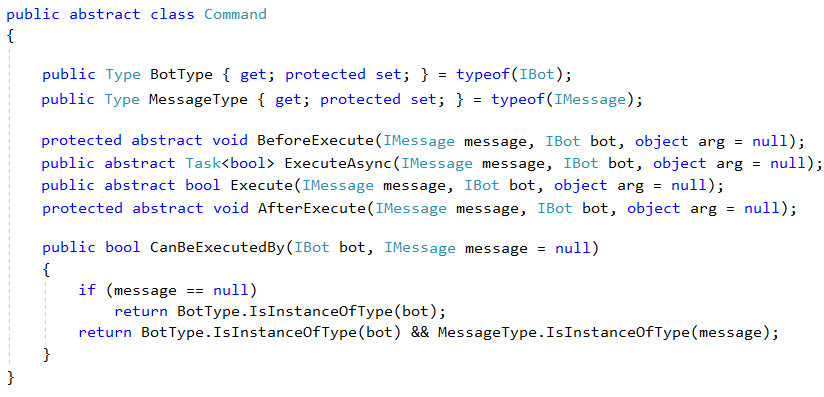 public abstract class Command
{
public Type BotType { get; protected set; } = typeof(IBot);
public Type MessageType { get; protected set; } = typeof(IMessage);
protected abstract void BeforeExecute(IMessage message, IBot bot, object arg = null);
public abstract Task<bool> ExecuteAsync(IMessage message, IBot bot, object arg = null);
public abstract bool Execute(IMessage message, IBot bot, object arg = null);
protected abstract void AfterExecute(IMessage message, IBot bot, object arg = null);
public bool CanBeExecutedBy(IBot bot, IMessage message = null)
{
if (message == null)
return BotType.IsInstanceOfType(bot);
return BotType.IsInstanceOfType(bot) && MessageType.IsInstanceOfType(message);
}
}